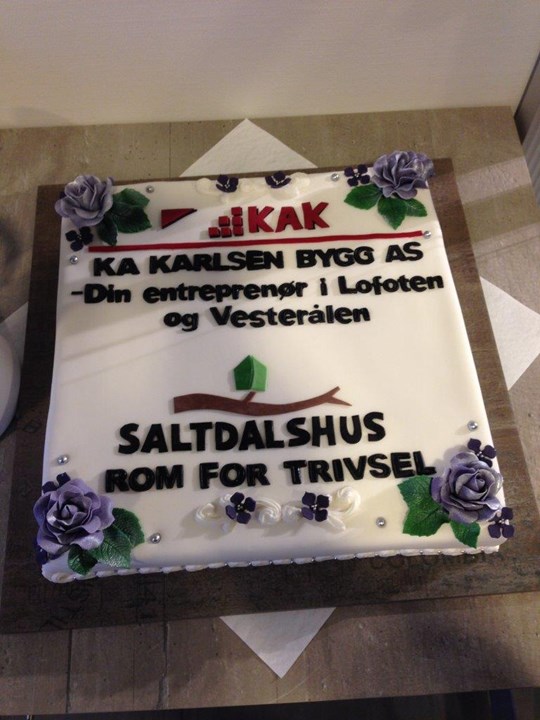 KAK
KA KARLSEN BYGG AS
-Din entreprenør i Lofoten
og Vesterålen
SALTDALSHUS
ROM FOR TRIVSEL